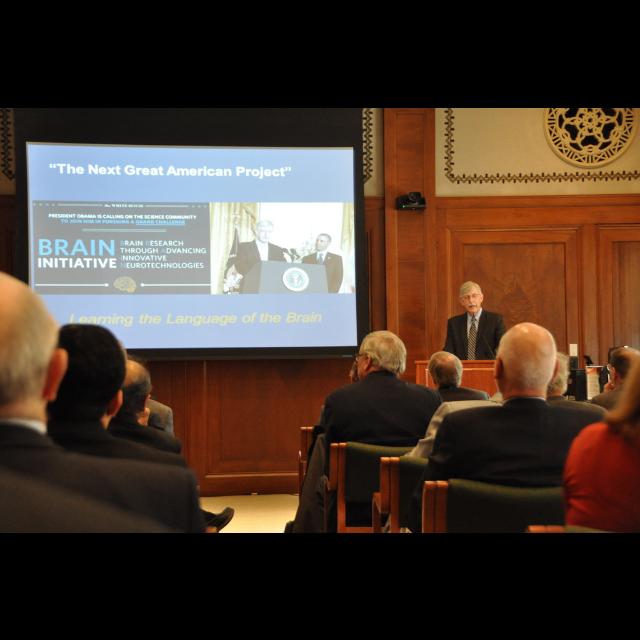 "The Next Great American Project"
THE WHITE HOUSE
PRESIDENT OBAMA IS CALLING ON THE SCIENCE COMMUNITY
TO JOIN HIM IN PURSUING A GRAND CHALLENGE
BRAIN
INITIATIVE
BRAIN RESEARCH
THROUGH ADVANCING
INNOVATIVE
NEUROTECHNOLOGIES
Learning the Language of the Brain